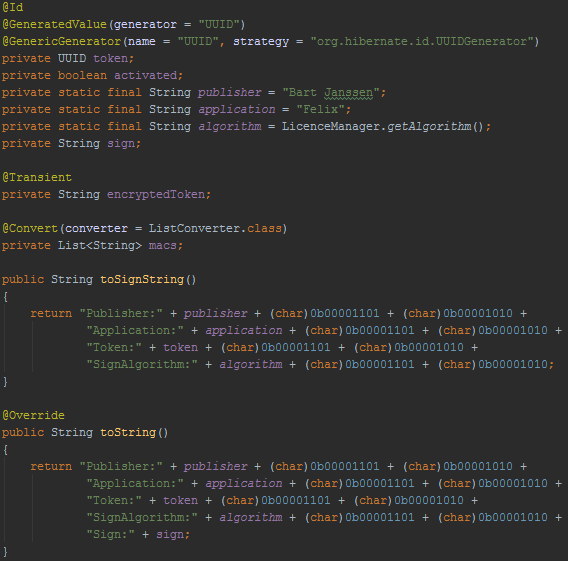 @Id
@GeneratedValue(generator = "UUID")
@GenericGenerator(name = "UUID", strategy = "org.hibernate.id.UUIDGenerator")
private UUID token;
private boolean activated;
private static final String publisher = "Bart Janssen";
private static final String application = "Felix";
private static final String algorithm = LicenceManager.getAlgorithm();
private String sign;
@Transient
private String encryptedToken;
@Convert(converter = ListConverter.class)
private List<String> macs;
public String toSignString()
{
return "Publisher:" + publisher + (char)0b00001101 + (char)0b00001010 +
"Application:" + application + (char)0b00001101 + (char)0b00001010 +
"Token:" + token + (char)0b00001101 + (char)0b00001010 +
"SignAlgorithm:" + algorithm + (char)0b00001101 + (char)0b00001010;
}
@Override
public String toString()
{
return "Publisher:" + publisher + (char)0b00001101 + (char)0b00001010 +
"Application:" + application + (char)0b00001101 + (char)0b00001010 +
"Token:" + token + (char)0b00001101 + (char)0b00001010 +
"SignAlgorithm:" + algorithm + (char)0b00001101 + (char)0b00001010 +
"Sign:" + sign;
}